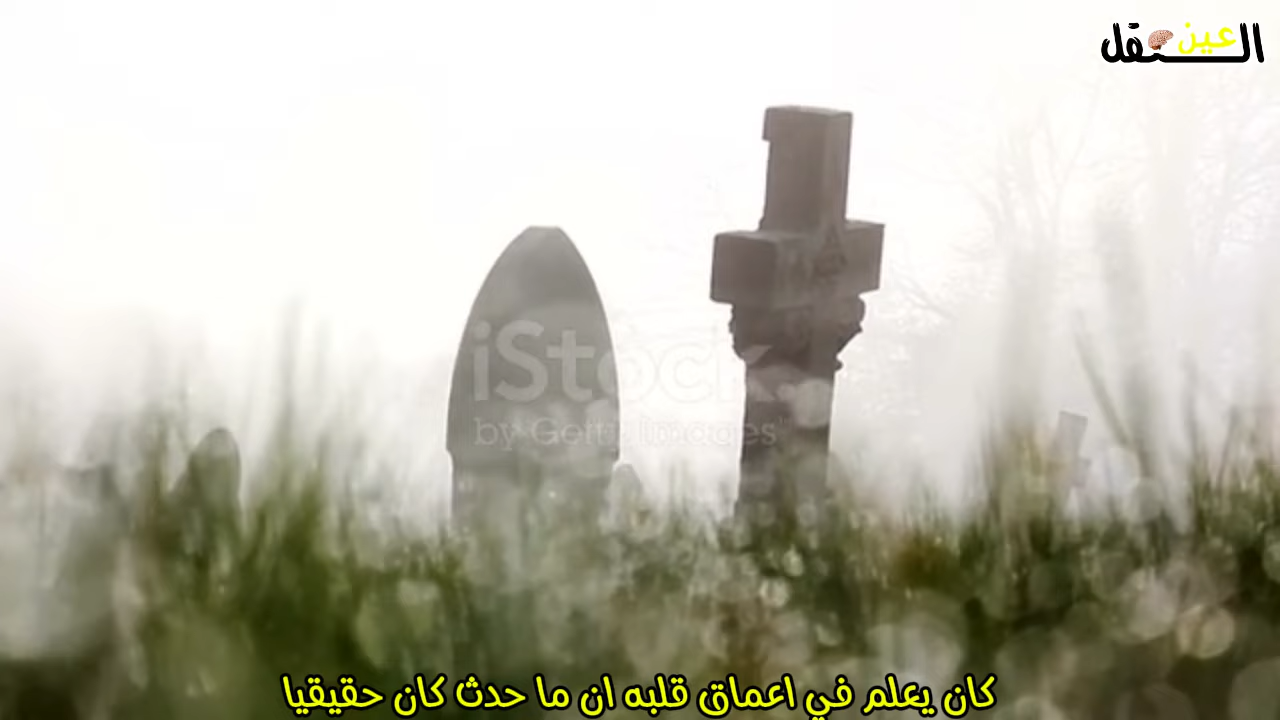 عين العقل
iStock
by Getty Images
كان يعلم في اعماق قلبه ان ما حدث كان حقيقيا